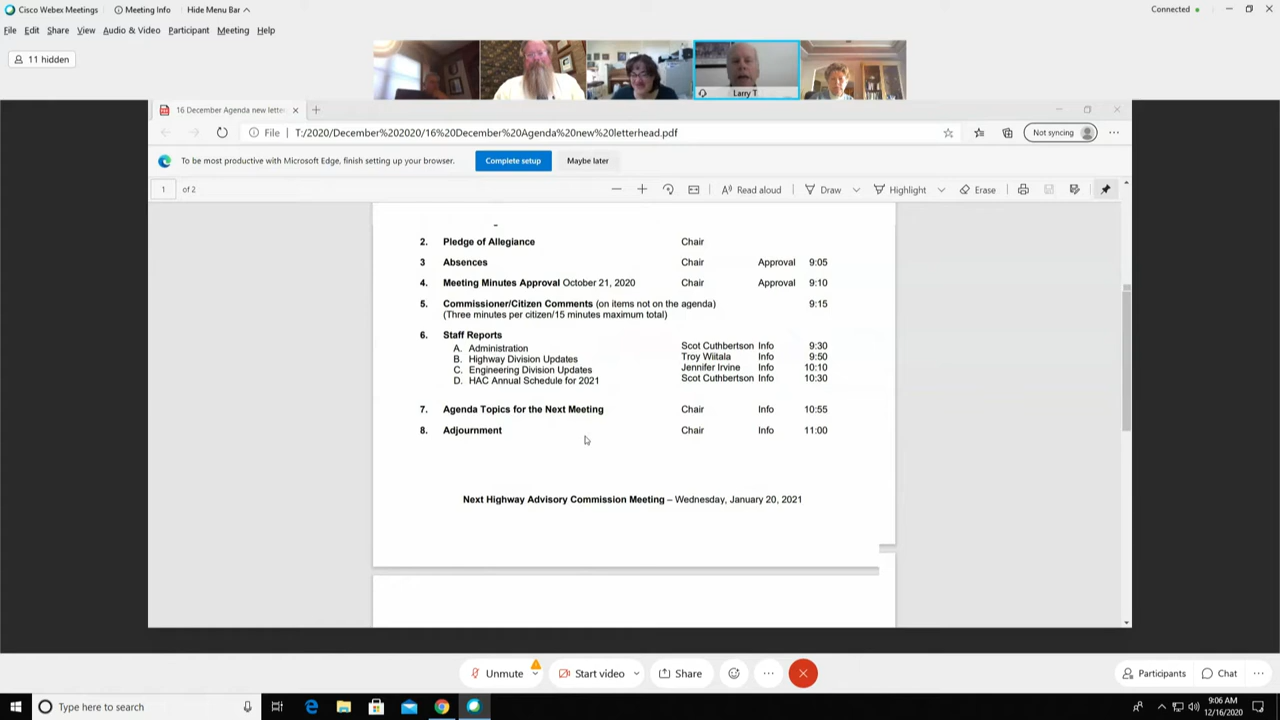 Cisco Webex Meetings Meeting Info Hide Menu Bar Connected
File Edit Share View Audio & Video Participant Meeting Help
11 hidden
Larry T
16 December Agenda new lette
File T:/2020/December%202020/16%20December%20Agenda%20new%20letterhead.pdf Not syncing
To be most productive with Microsoft Edge, finish setting up your browser. Complete setup Maybe later
1 of 2 Read aloud Draw Highlight Erase
2. Pledge of Allegiance Chair
3 Absences Chair Approval 9:05
4. Meeting Minutes Approval October 21, 2020 Chair Approval 9:10
5. Commissioner/Citizen Comments (on items not on the agenda) 9:15
(Three minutes per citizen/15 minutes maximum total)
6. Staff Reports
A. Administration Scot Cuthbertson Info 9:30
B. Highway Division Updates Troy Wiitala Info 9:50
C. Engineering Division Updates Jennifer Irvine Info 10:10
D. HAC Annual Schedule for 2021 Scot Cuthbertson Info 10:30
7. Agenda Topics for the Next Meeting Chair Info 10:55
8. Adjournment Chair Info 11:00
Next Highway Advisory Commission Meeting – Wednesday, January 20, 2021
Unmute Start video Share Participants Chat
Type here to search 9:06 AM
12/16/2020